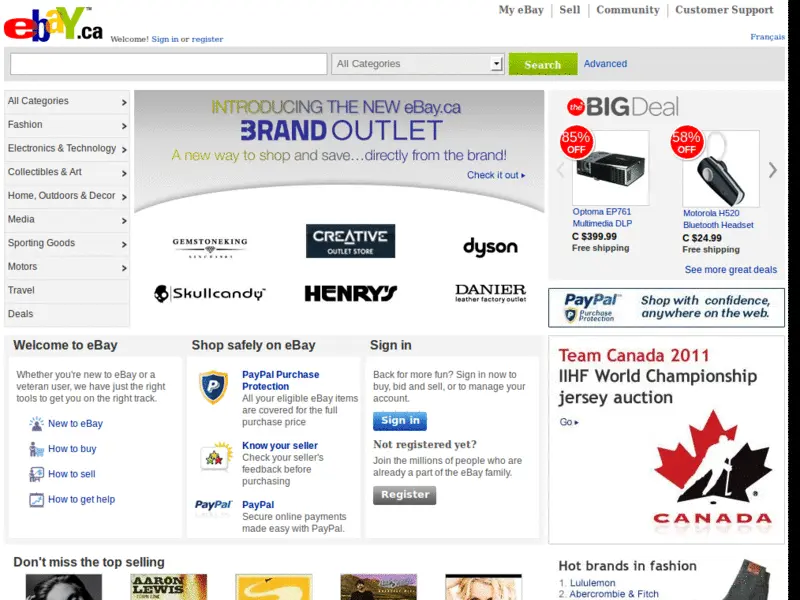 ebay.ca
™
Welcome! Sign in or register
My eBay
Sell
Community
Customer Support
Français
All Categories
Search
Advanced
All Categories
Fashion
Electronics & Technology
Collectibles & Art
Home, Outdoors & Decor
Media
Sporting Goods
Motors
Travel
Deals
INTRODUCING THE NEW eBay.ca
BRAND OUTLET
A new way to shop and save...directly from the brand!
Check it out
GEMSTONEKING
CREATIVE
OUTLET STORE
dyson
Skullcandy
HENRY'S
DANIER
leather factory outlet
the BIG Deal
85%
OFF
58%
OFF
Optoma EP761
Multimedia DLP
C $399.99
Free shipping
Motorola H520
Bluetooth Headset
C $24.99
Free shipping
See more great deals
PayPal™
Purchase
Protection
Shop with confidence,
anywhere on the web.
Welcome to eBay
Whether you're new to eBay or a
veteran user, we have just the right
tools to get you on the right track.
New to eBay
How to buy
How to sell
How to get help
Shop safely on eBay
PayPal Purchase
Protection
All your eligible eBay items
are covered for the full
purchase price
Know your seller
Check your seller's
feedback before
purchasing
PayPal
PayPal
Secure online payments
made easy with PayPal.
Sign in
Back for more fun? Sign in now to
buy, bid and sell, or to manage your
account.
Sign in
Not registered yet?
Join the millions of people who are
already a part of the eBay family.
Register
Team Canada 2011
IIHF World Championship
jersey auction
Go
CANADA
Don't miss the top selling
AARON
LEWIS
Hot brands in fashion
1. Lululemon
2. Abercrombie & Fitch